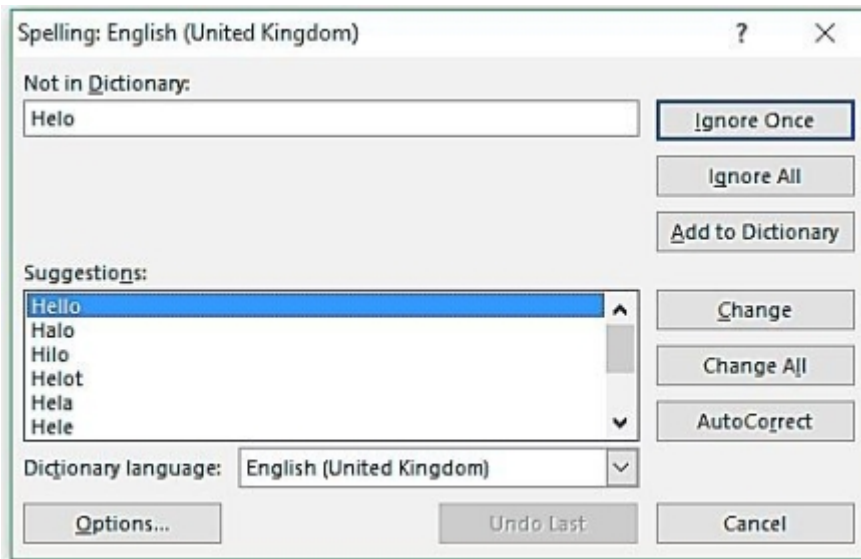 Spelling: English (United Kingdom) ?
Not in Dictionary:
Helo
Ignore Once
Ignore All
Add to Dictionary
Suggestions:
Hello
Halo
Hilo
Helot
Hela
Hele
Change
Change All
AutoCorrect
Dictionary language: English (United Kingdom)
Options... Undo Last Cancel